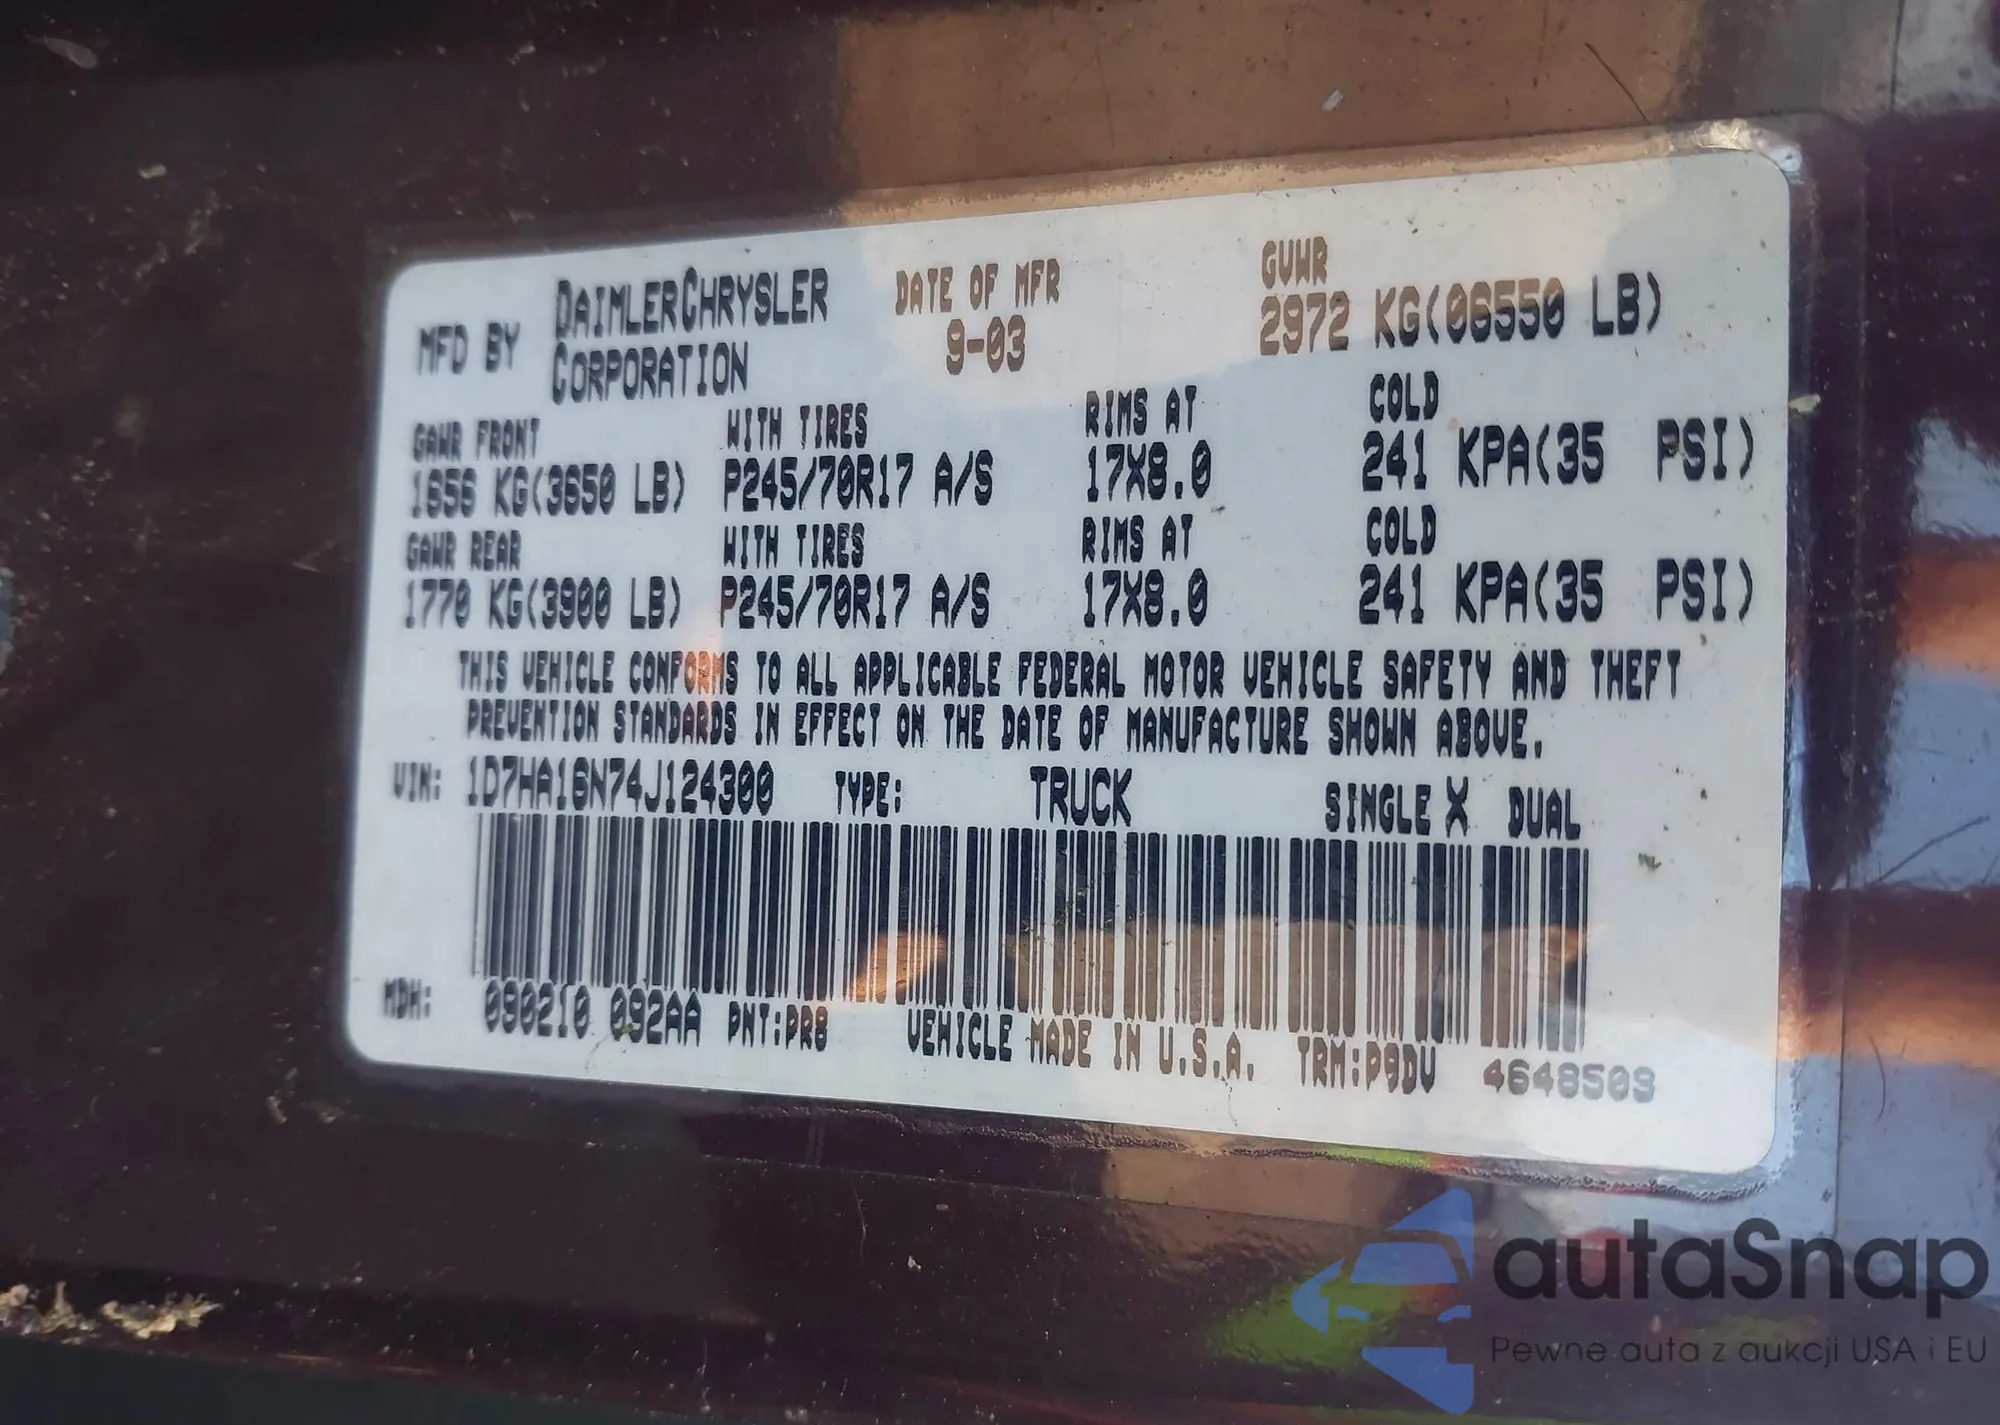 MFD BY DAIMLERCHRYSLER CORPORATION
DATE OF MFR
9-03
GVWR
2972 KG(06550 LB)
GAWR FRONT WITH TIRES RIMS AT COLD
1656 KG(3650 LB) P245/70R17 A/S 17X8.0 241 KPA(35 PSI)
GAWR REAR WITH TIRES RIMS AT COLD
1770 KG(3900 LB) P245/70R17 A/S 17X8.0 241 KPA(35 PSI)
THIS VEHICLE CONFORMS TO ALL APPLICABLE FEDERAL MOTOR VEHICLE SAFETY AND THEFT
PREVENTION STANDARDS IN EFFECT ON THE DATE OF MANUFACTURE SHOWN ABOVE.
VIN: 1D7HA16N74J124300 TYPE: TRUCK SINGLE X DUAL
MDH: 090210 092AA PNT:PR8 VEHICLE MADE IN U.S.A. TRM:P9DV 4648503
autaSnap
Pewne auta z aukcji USA i EU